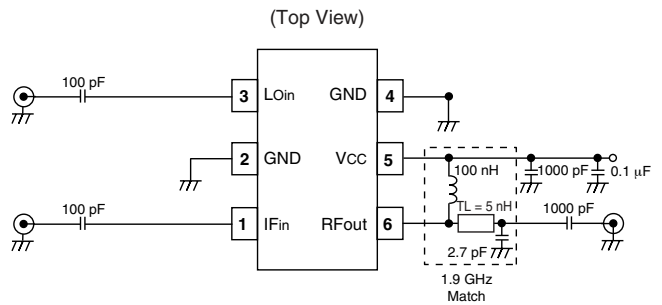 (Top View)
100 pF
3 LOin GND 4
2 GND VCC 5
100 nH 1000 pF 0.1 μF
100 pF
1 IFin RFout 6
TL = 5 nH 1000 pF
2.7 pF
1.9 GHz
Match